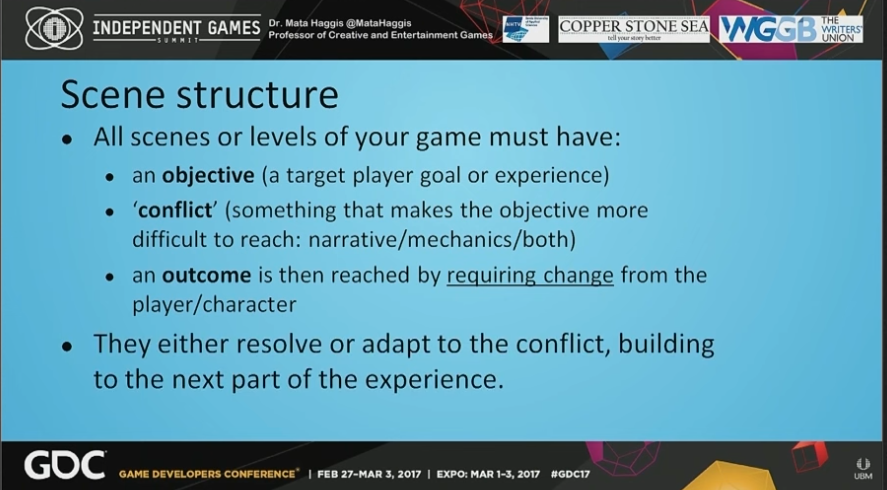 INDEPENDENT GAMES
SUMMIT
Dr. Mata Haggis @MataHaggis
Professor of Creative and Entertainment Games
COPPER STONE SEA
tell your story better
WGGB
THE
WRITERS'
UNION
Scene structure
• All scenes or levels of your game must have:
• an objective (a target player goal or experience)
• ‘conflict’ (something that makes the objective more
difficult to reach: narrative/mechanics/both)
• an outcome is then reached by requiring change from the
player/character
• They either resolve or adapt to the conflict, building
to the next part of the experience.
GDC
GAME DEVELOPERS CONFERENCE® | FEB 27–MAR 3, 2017 | EXPO: MAR 1–3, 2017 #GDC17
UBM